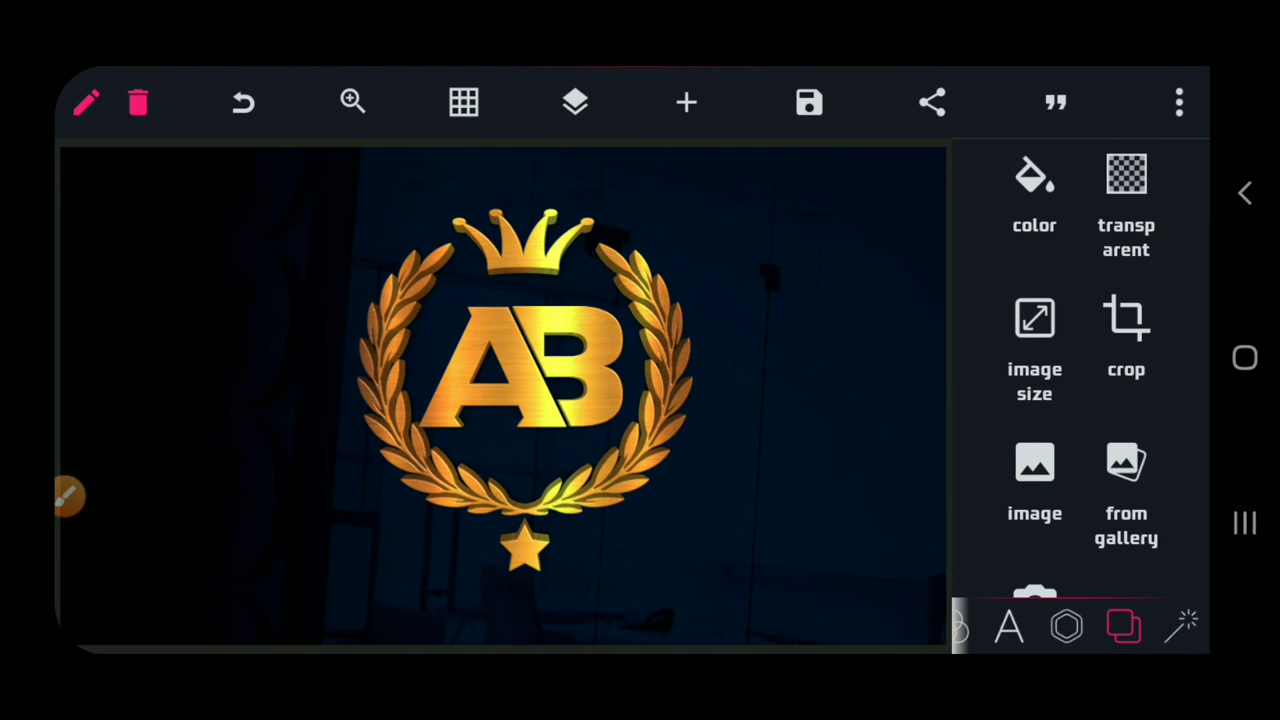 AB
color
transp
arent
image
size
crop
image
from
gallery